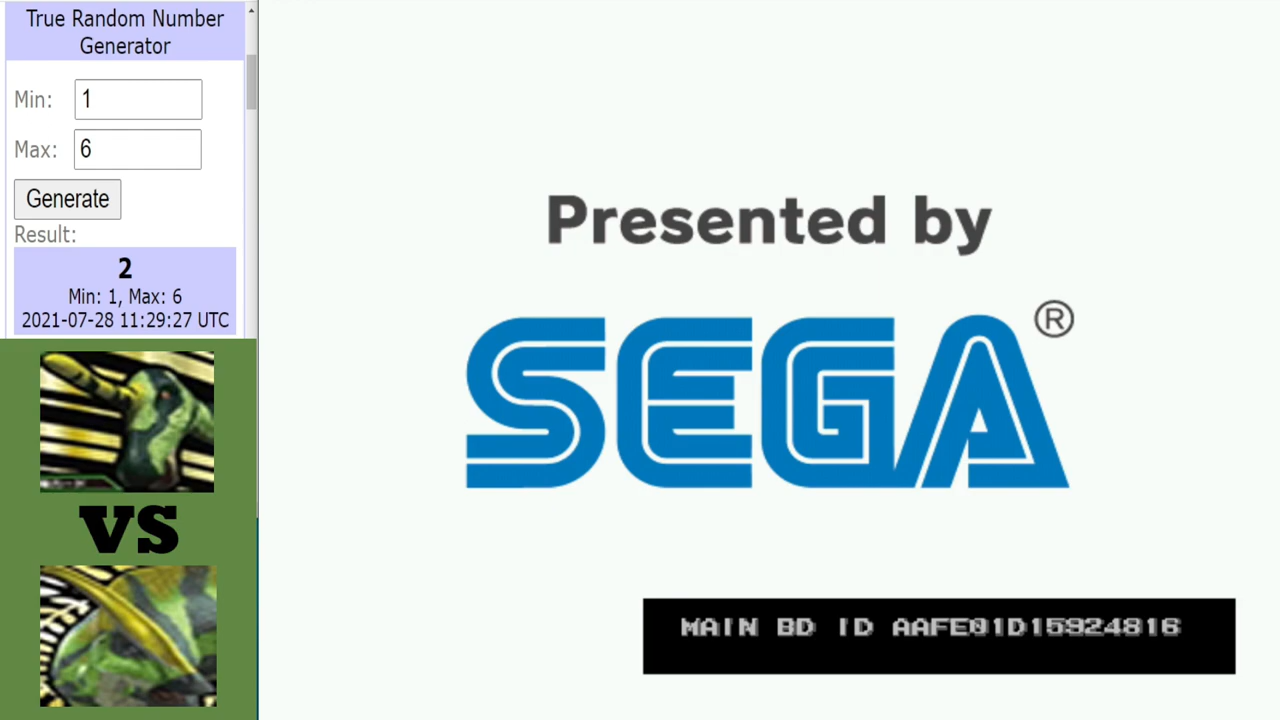 True Random Number
Generator
Min: 1
Max: 6
Generate
Result:
2
Min: 1, Max: 6
2021-07-28 11:29:27 UTC
VS
Presented by
SEGA®
MAIN BD ID AAFE01D15924816